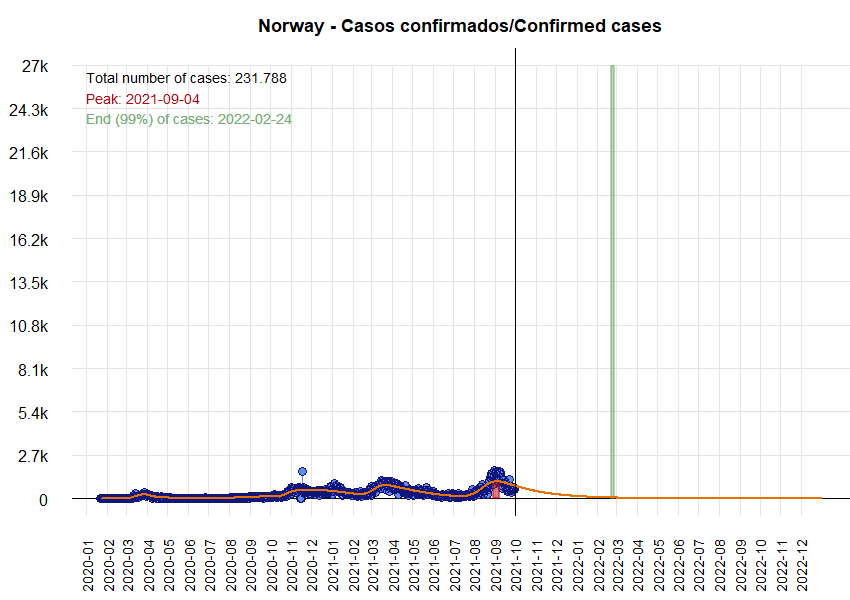 Norway - Casos confirmados/Confirmed cases
Total number of cases: 231.788
Peak: 2021-09-04
End (99%) of cases: 2022-02-24
27k
24.3k
21.6k
18.9k
16.2k
13.5k
10.8k
8.1k
5.4k
2.7k
0
2020-01
2020-02
2020-03
2020-04
2020-05
2020-06
2020-07
2020-08
2020-09
2020-10
2020-11
2020-12
2021-01
2021-02
2021-03
2021-04
2021-05
2021-06
2021-07
2021-08
2021-09
2021-10
2021-11
2021-12
2022-01
2022-02
2022-03
2022-04
2022-05
2022-06
2022-07
2022-08
2022-09
2022-10
2022-11
2022-12